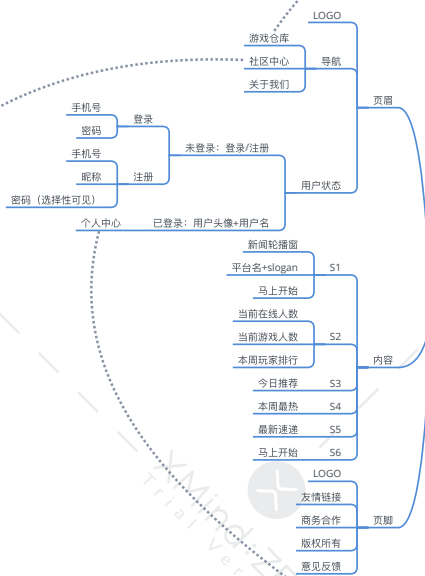 LOGO
游戏仓库
社区中心
导航
关于我们
页眉
手机号
登录
密码
未登录：登录/注册
手机号
昵称
注册
用户状态
密码（选择性可见）
个人中心
已登录：用户头像+用户名
新闻轮播窗
平台名+slogan
S1
马上开始
当前在线人数
当前游戏人数
S2
本周玩家排行
内容
今日推荐
S3
本周最热
S4
最新速递
S5
马上开始
S6
LOGO
友情链接
商务合作
页脚
版权所有
意见反馈
XMind:ZE
Trial Ver